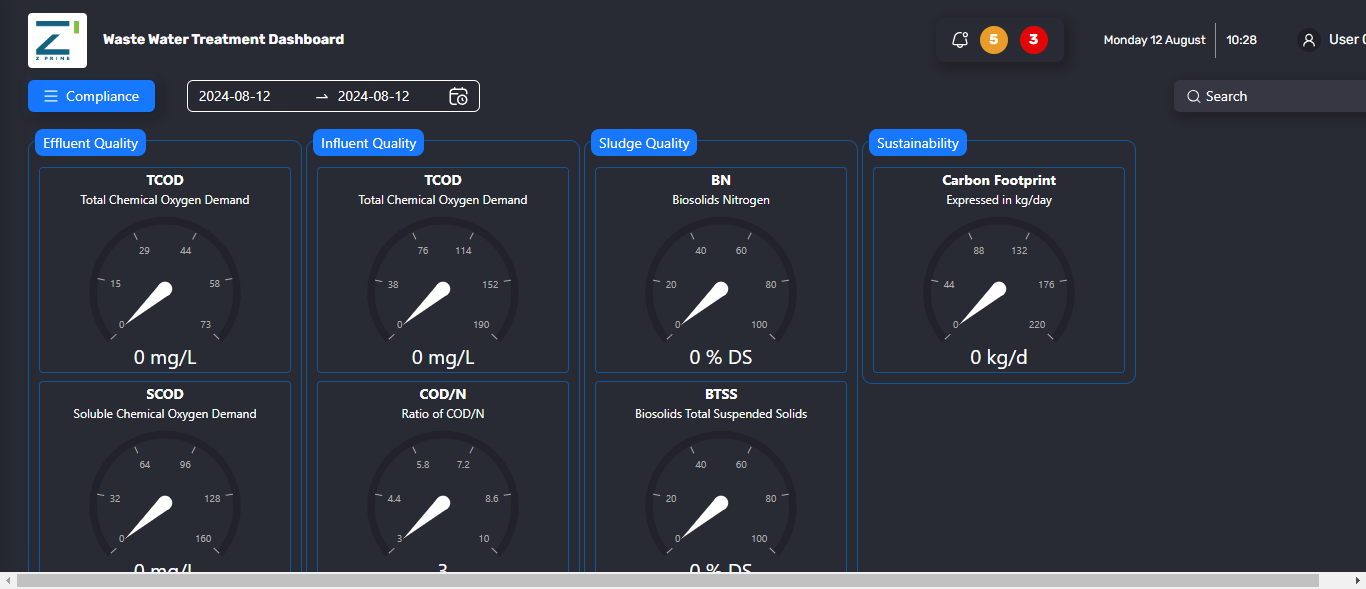 Z PRIME
Waste Water Treatment Dashboard
5
3
Monday 12 August
10:28
User
Compliance
2024-08-12
2024-08-12
Search
Effluent Quality
TCOD
Total Chemical Oxygen Demand
29
44
15
58
0
73
0 mg/L
SCOD
Soluble Chemical Oxygen Demand
64
96
32
128
0
160
0 mg/L
Influent Quality
TCOD
Total Chemical Oxygen Demand
76
114
38
152
0
190
0 mg/L
COD/N
Ratio of COD/N
5.8
7.2
4.4
8.6
3
10
3
Sludge Quality
BN
Biosolids Nitrogen
40
60
20
80
0
100
0 % DS
BTSS
Biosolids Total Suspended Solids
40
60
20
80
0
100
0 % DS
Sustainability
Carbon Footprint
Expressed in kg/day
88
132
44
176
0
220
0 kg/d